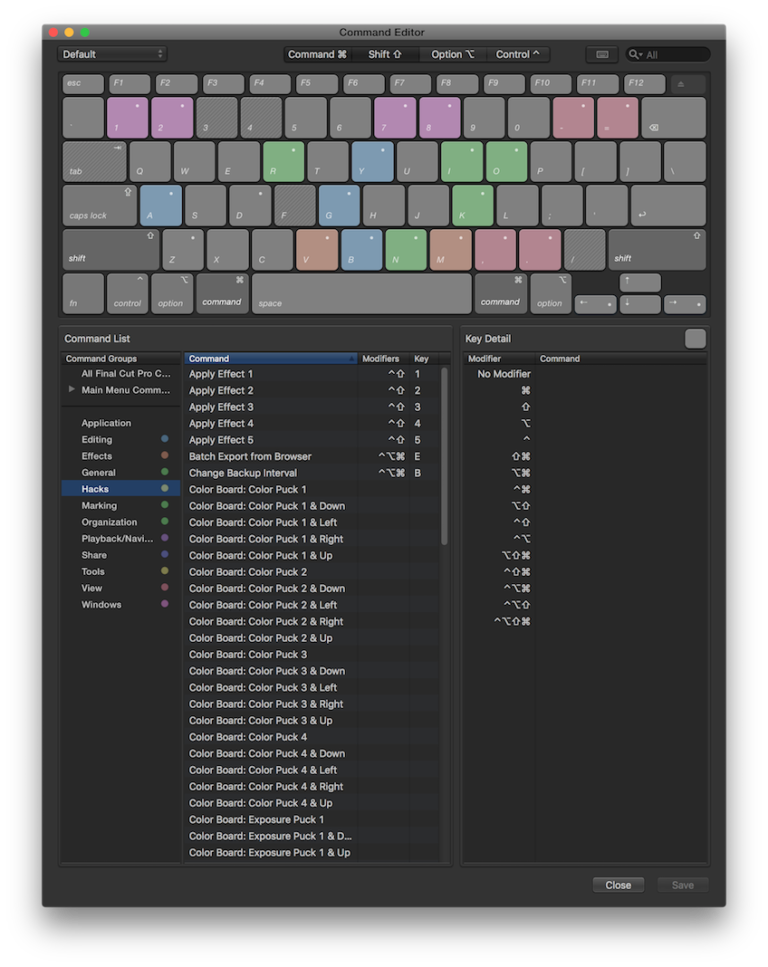 Command Editor
Default Command ⌘ Shift ⇧ Option ⌥ Control ^ All
esc F1 F2 F3 F4 F5 F6 F7 F8 F9 F10 F11 F12
` 1 2 3 4 5 6 7 8 9 0 - = ⌫
tab ⇥ Q W E R T Y U I O P [ ] \
caps lock ⇪ A S D F G H J K L ; ' ↩
shift ⇧ Z X C V B N M , . / shift ⇧
fn control ^ option ⌥ command ⌘ space command ⌘ option ⌥ ← ↑ ↓ →
Command List
Command Groups
All Final Cut Pro C...
Main Menu Comm...
Application
Editing
Effects
General
Hacks
Marking
Organization
Playback/Navi...
Share
Tools
View
Windows
Command Modifiers Key
Apply Effect 1 ^⇧ 1
Apply Effect 2 ^⇧ 2
Apply Effect 3 ^⇧ 3
Apply Effect 4 ^⇧ 4
Apply Effect 5 ^⇧ 5
Batch Export from Browser ^⌥⌘ E
Change Backup Interval ^⌥⌘ B
Color Board: Color Puck 1
Color Board: Color Puck 1 & Down
Color Board: Color Puck 1 & Left
Color Board: Color Puck 1 & Right
Color Board: Color Puck 1 & Up
Color Board: Color Puck 2
Color Board: Color Puck 2 & Down
Color Board: Color Puck 2 & Left
Color Board: Color Puck 2 & Right
Color Board: Color Puck 2 & Up
Color Board: Color Puck 3
Color Board: Color Puck 3 & Down
Color Board: Color Puck 3 & Left
Color Board: Color Puck 3 & Right
Color Board: Color Puck 3 & Up
Color Board: Color Puck 4
Color Board: Color Puck 4 & Down
Color Board: Color Puck 4 & Left
Color Board: Color Puck 4 & Right
Color Board: Color Puck 4 & Up
Color Board: Exposure Puck 1
Color Board: Exposure Puck 1 & D...
Color Board: Exposure Puck 1 & Up
Key Detail
Modifier Command
No Modifier
⌘
⇧
⌥
^
⇧⌘
⌥⌘
^⌘
⌥⇧
^⇧
^⌥
⌥⇧⌘
^⇧⌘
^⌥⌘
^⌥⇧
^⌥⇧⌘
Close Save